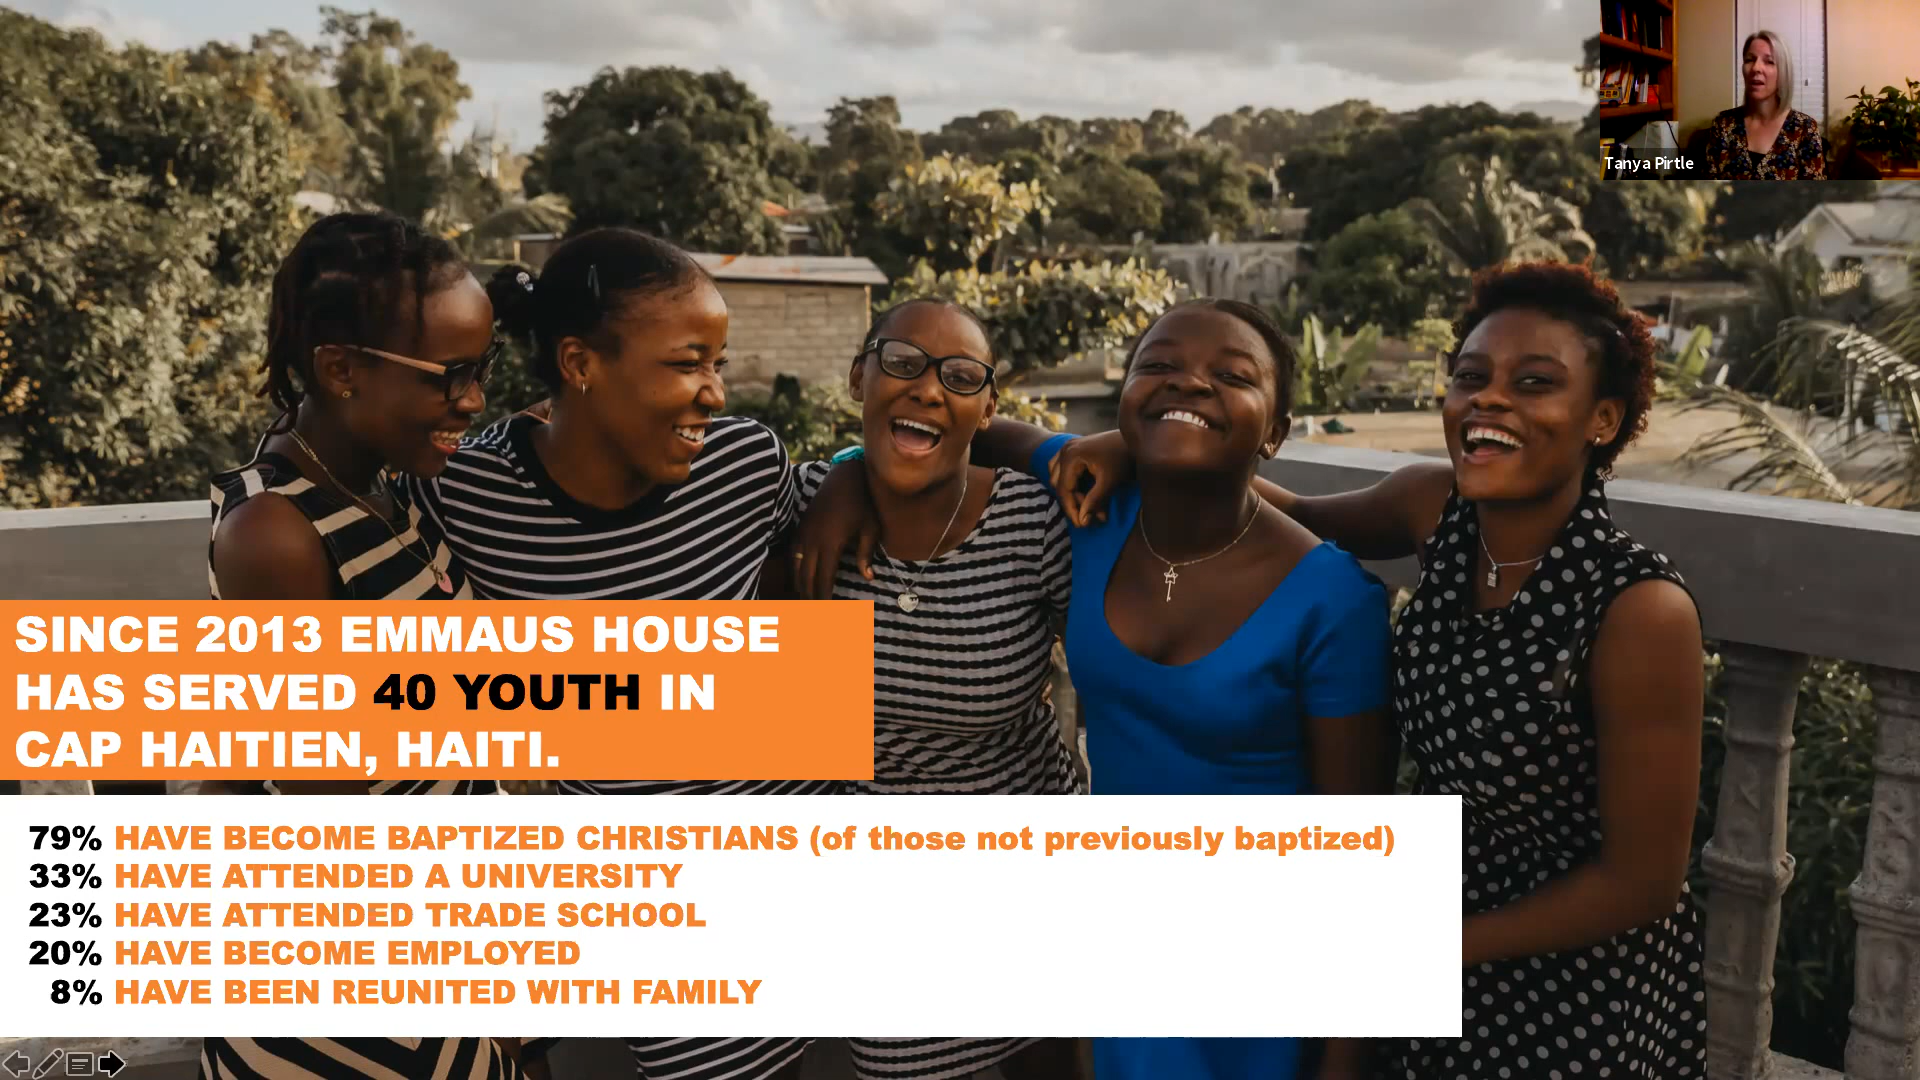 Tanya Pirtle
SINCE 2013 EMMAUS HOUSE
HAS SERVED 40 YOUTH IN
CAP HAITIEN, HAITI.
79% HAVE BECOME BAPTIZED CHRISTIANS (of those not previously baptized)
33% HAVE ATTENDED A UNIVERSITY
23% HAVE ATTENDED TRADE SCHOOL
20% HAVE BECOME EMPLOYED
8% HAVE BEEN REUNITED WITH FAMILY